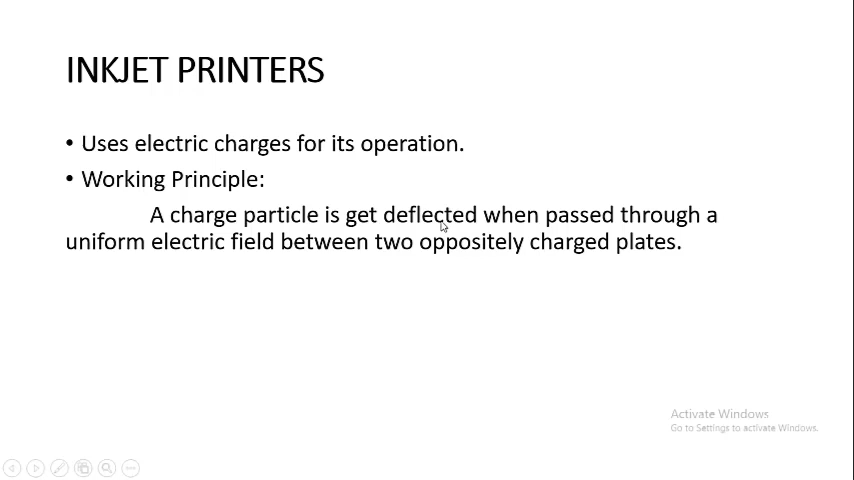 INKJET PRINTERS
• Uses electric charges for its operation.
• Working Principle:
A charge particle is get deflected when passed through a
uniform electric field between two oppositely charged plates.
Activate Windows
Go to Settings to activate Windows.